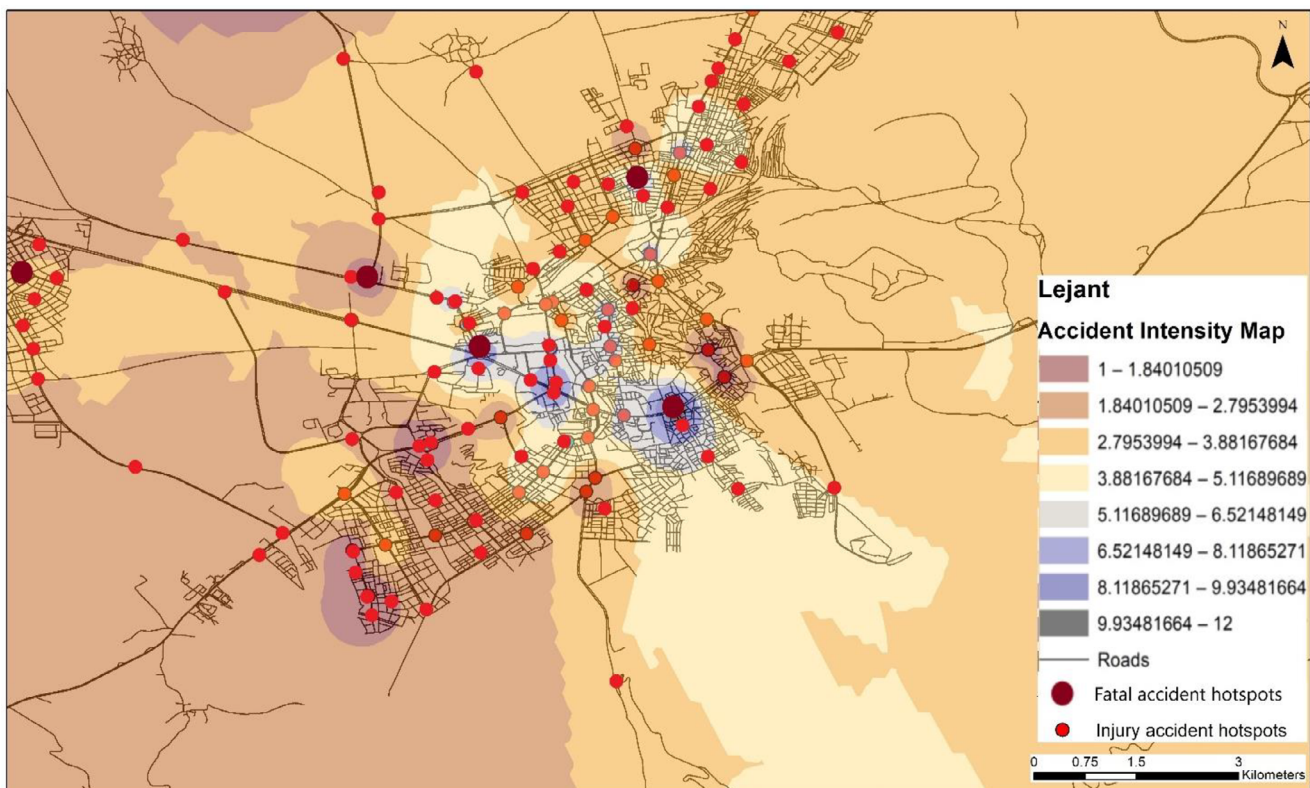 N
Lejant
Accident Intensity Map
1 – 1.84010509
1.84010509 – 2.7953994
2.7953994 – 3.88167684
3.88167684 – 5.11689689
5.11689689 – 6.52148149
6.52148149 – 8.11865271
8.11865271 – 9.93481664
9.93481664 – 12
Roads
Fatal accident hotspots
Injury accident hotspots
0 0.75 1.5 3
Kilometers